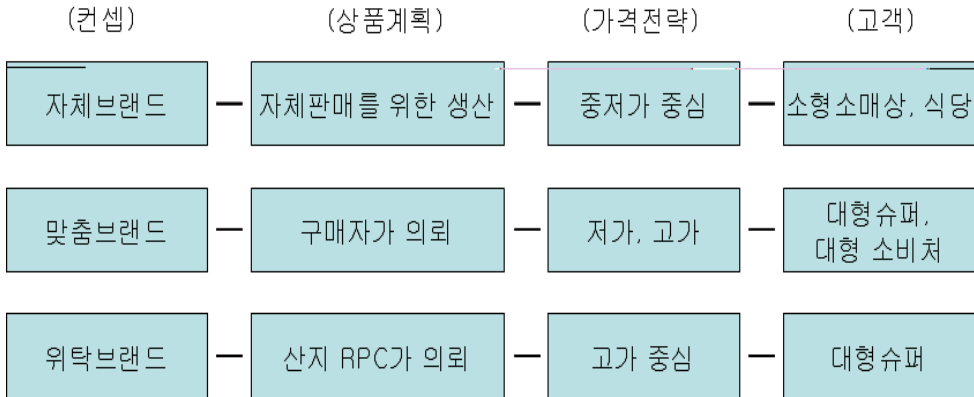 (컨셉) (상품계획) (가격전략) (고객)
자체브랜드 자체판매를 위한 생산 중저가 중심 소형소매상, 식당
맞춤브랜드 구매자가 의뢰 저가, 고가 대형슈퍼,
대형 소비처
위탁브랜드 산지 RPC가 의뢰 고가 중심 대형슈퍼